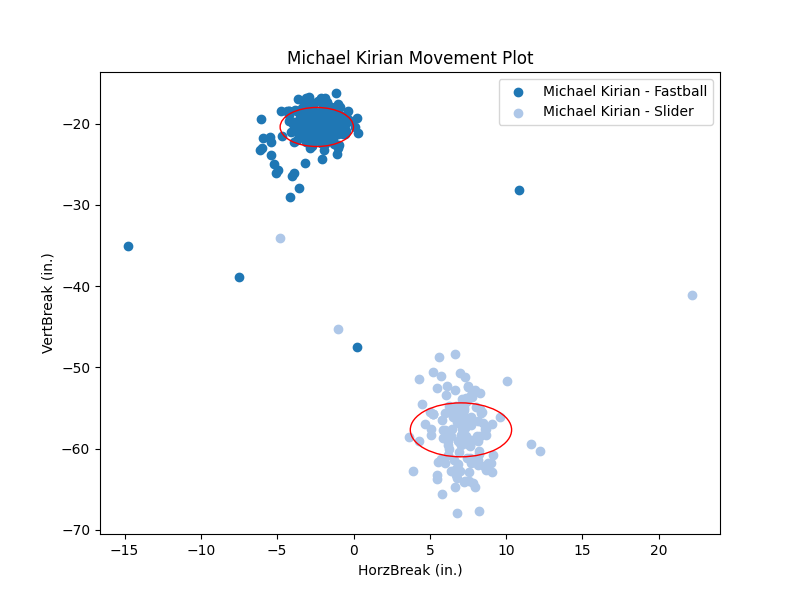 Michael Kirian Movement Plot
Michael Kirian - Fastball
Michael Kirian - Slider
VertBreak (in.)
−20
−30
−40
−50
−60
−70
−15
−10
−5
0
5
10
15
20
HorzBreak (in.)